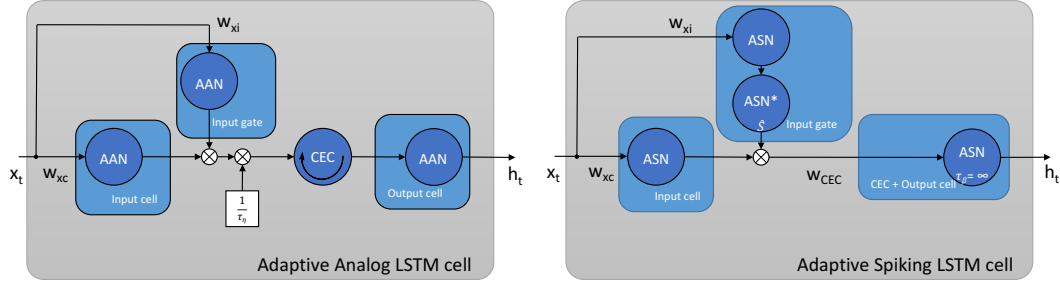 w_xi
AAN
Input gate
x_t
w_xc
AAN
Input cell
1/τ_η
CEC
AAN
Output cell
h_t
Adaptive Analog LSTM cell
w_xi
ASN
ASN*
Ŝ
Input gate
x_t
w_xc
ASN
Input cell
w_CEC
ASN
τ_β = ∞
CEC + Output cell
h_t
Adaptive Spiking LSTM cell